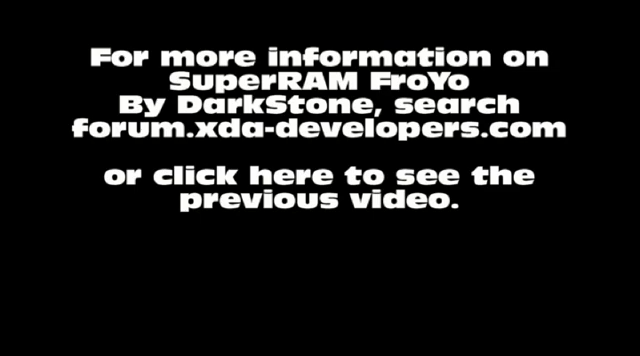 For more information on
SuperRAM FroYo
By DarkStone, search
forum.xda-developers.com
or click here to see the
previous video.